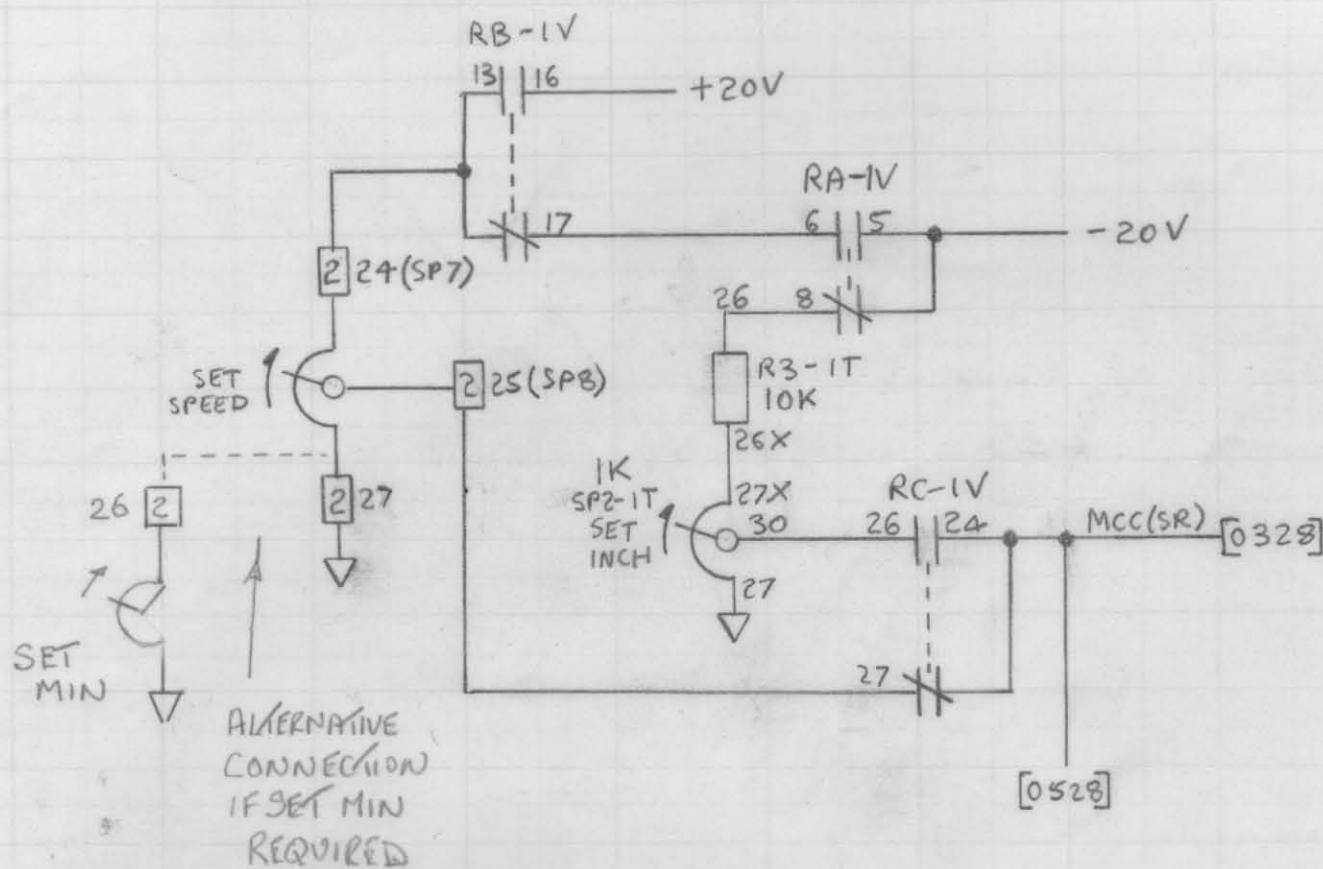 RB-1V
13 16
+20V
17
RA-1V
6 5
-20V
2 24(SP7)
26 8
SET
SPEED
2 25(SP8)
R3-1T
10K
26X
1K
SP2-1T
SET
INCH
27X
30
27
RC-1V
26 24
MCC(SR)
[0328]
26 2
2 27
27
[0528]
SET
MIN
ALTERNATIVE
CONNECTION
IF SET MIN
REQUIRED